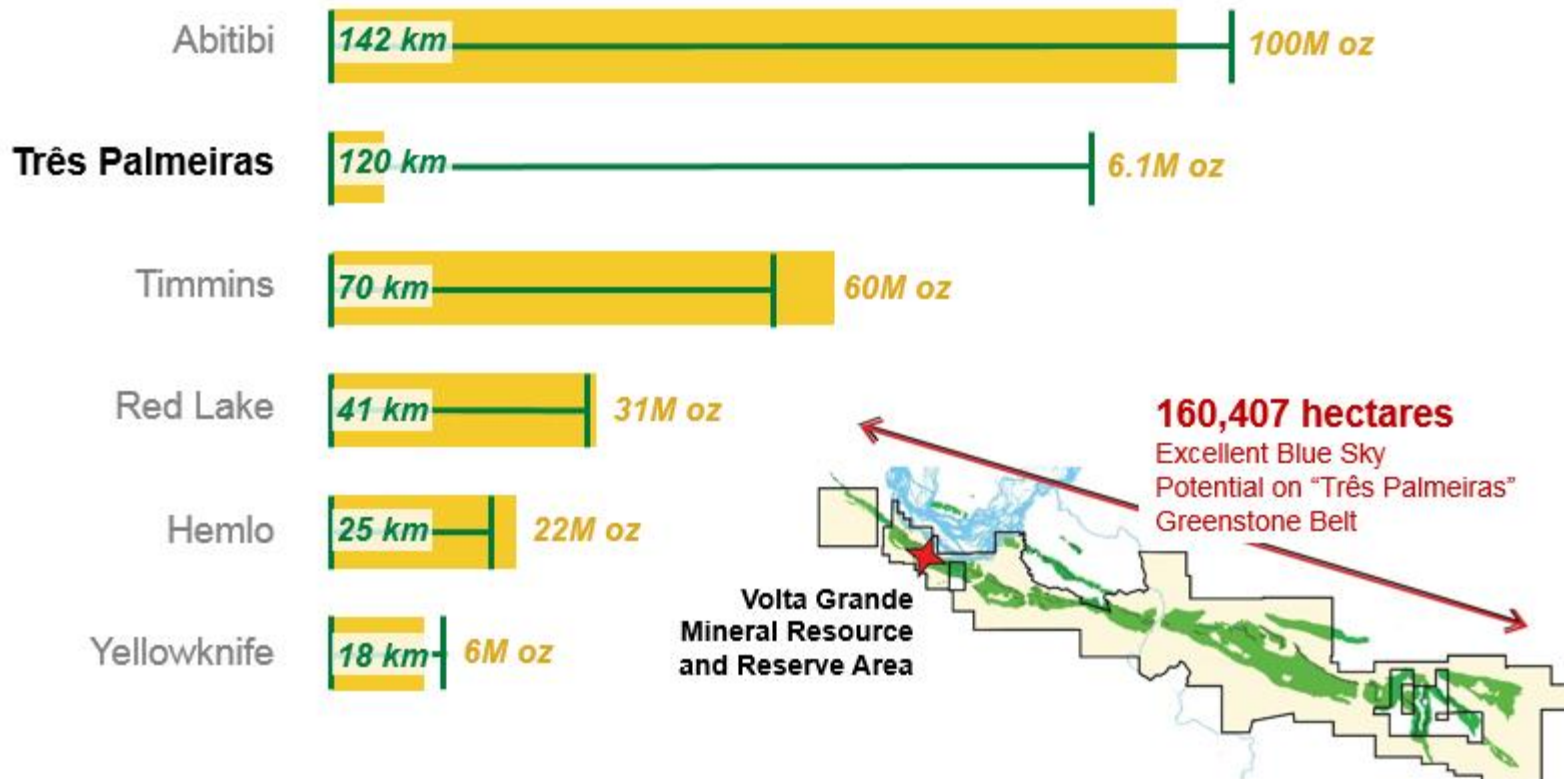 Abitibi
142 km
100M oz
Três Palmeiras
120 km
6.1M oz
Timmins
70 km
60M oz
Red Lake
41 km
31M oz
Hemlo
25 km
22M oz
Yellowknife
18 km
6M oz
160,407 hectares
Excellent Blue Sky
Potential on “Três Palmeiras”
Greenstone Belt
Volta Grande
Mineral Resource
and Reserve Area